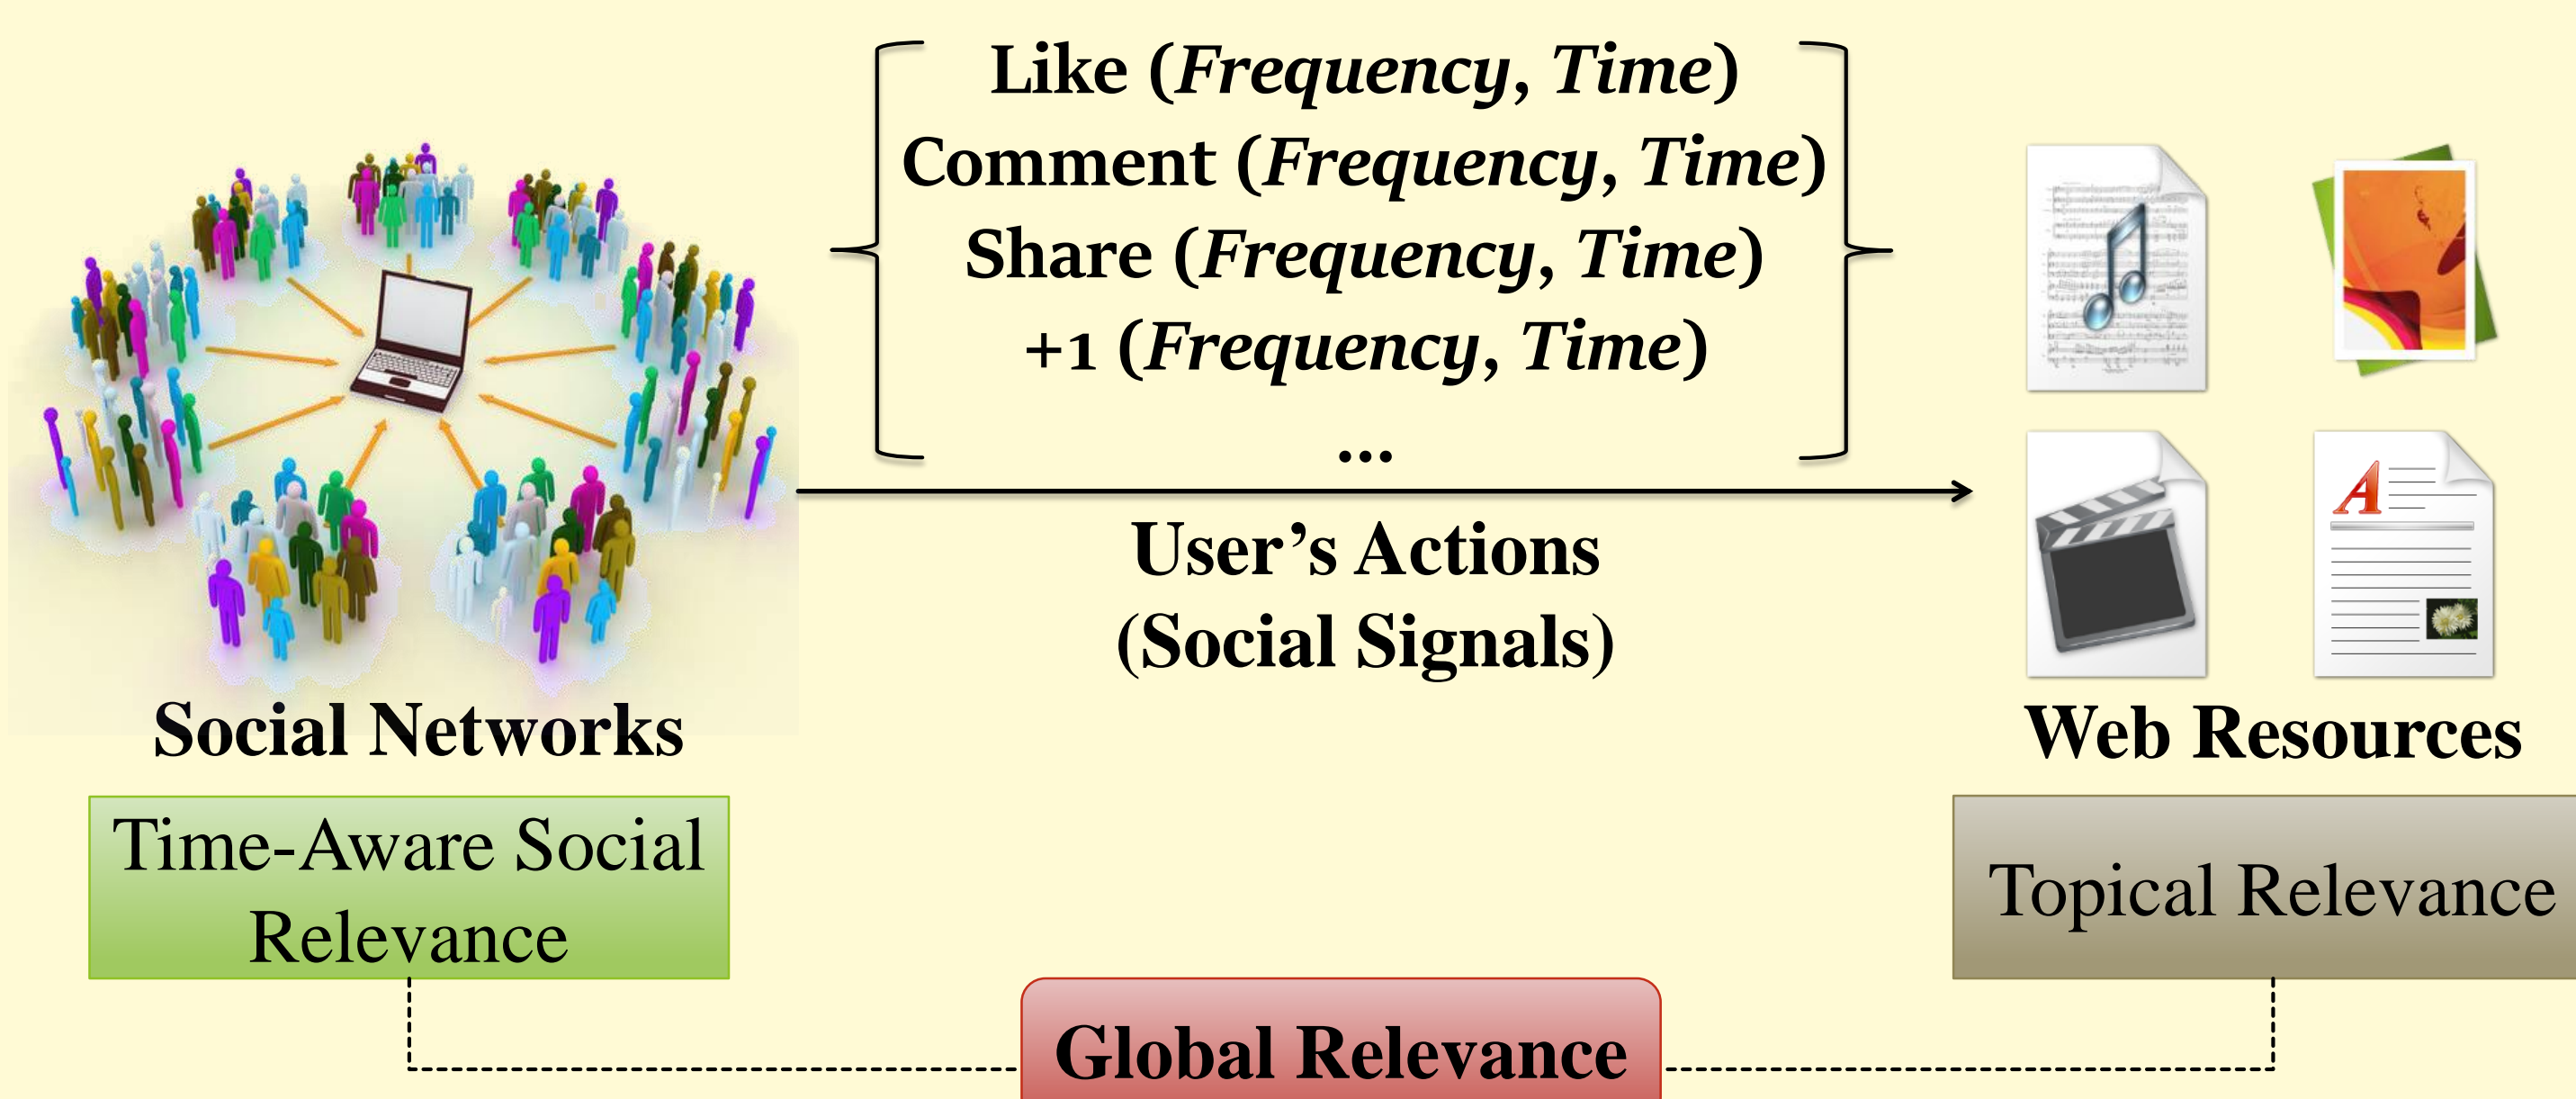 Like (Frequency, Time)
Comment (Frequency, Time)
Share (Frequency, Time)
+1 (Frequency, Time)
...
User’s Actions
(Social Signals)
Social Networks
Web Resources
Time-Aware Social
Relevance
Topical Relevance
Global Relevance
A